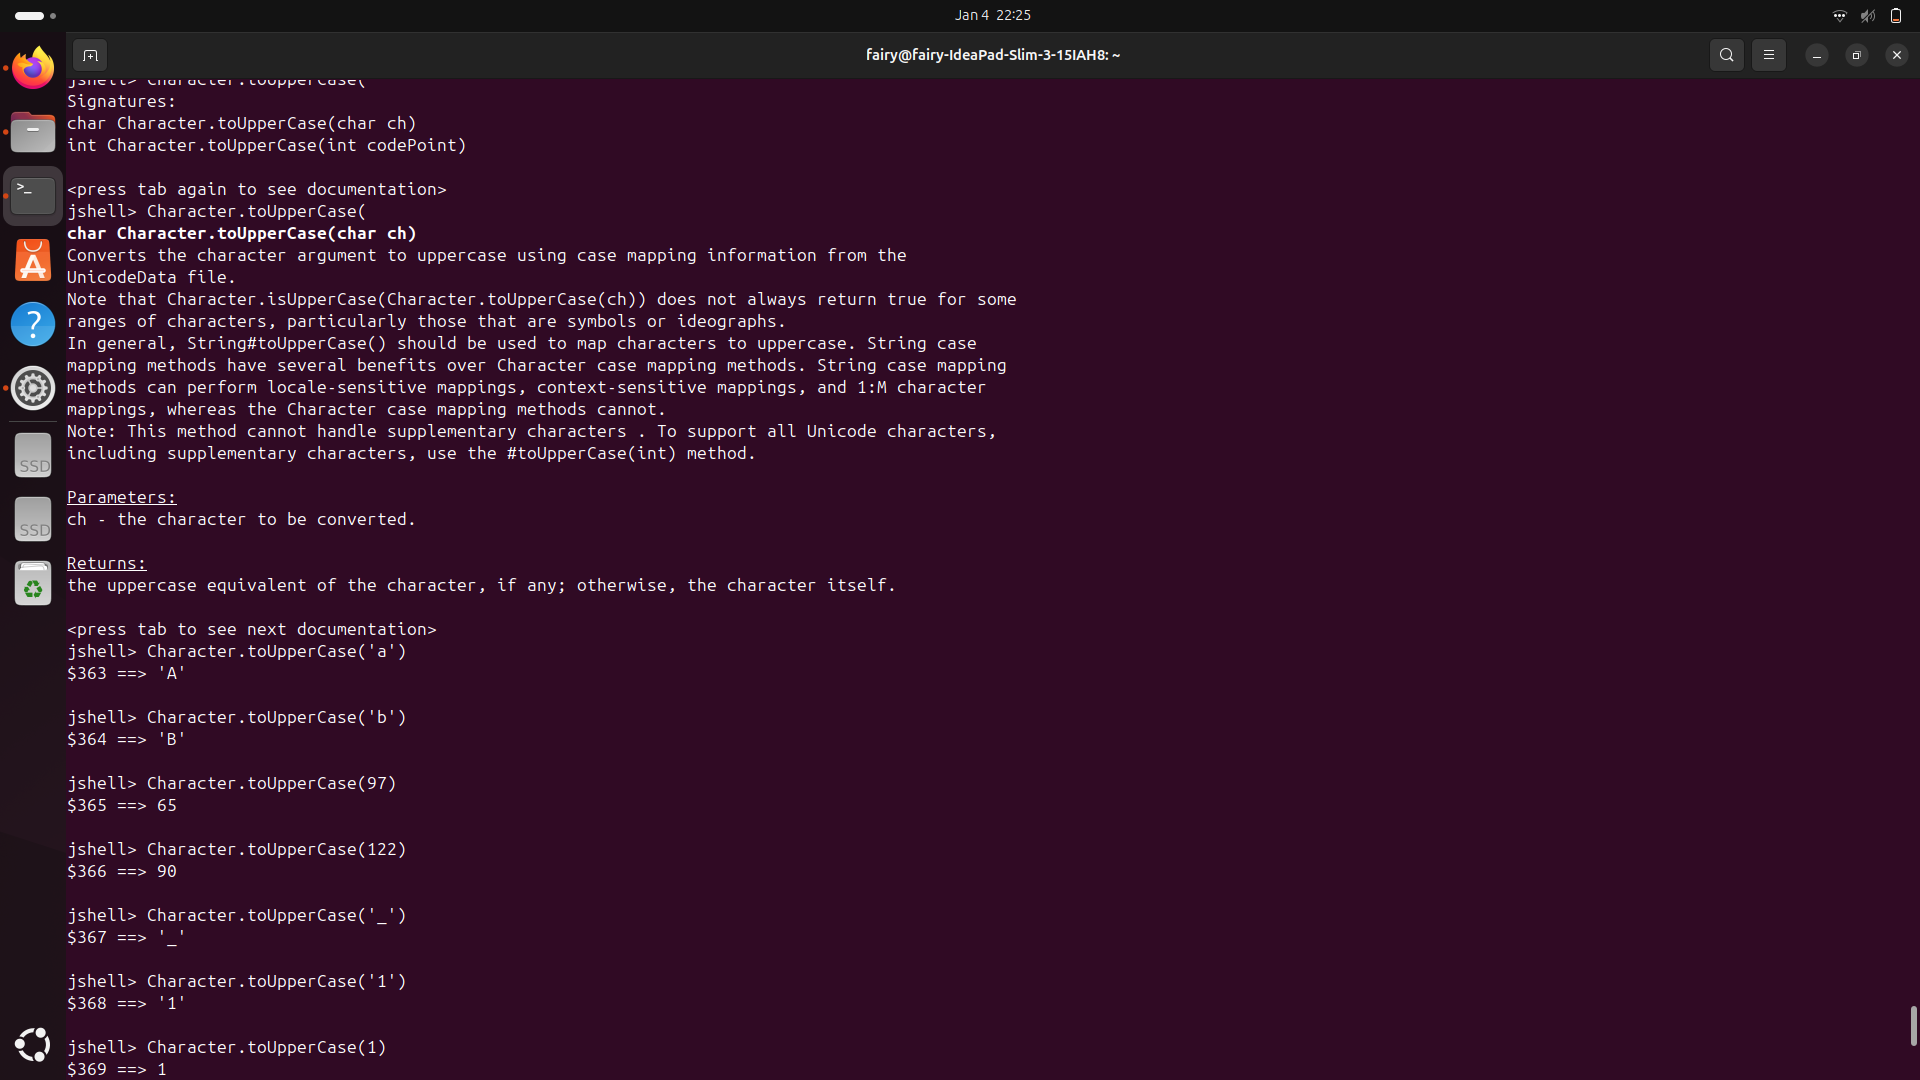 Jan 4 22:25
fairy@fairy-IdeaPad-Slim-3-15IAH8: ~
jshell> Character.toUpperCase(
Signatures:
char Character.toUpperCase(char ch)
int Character.toUpperCase(int codePoint)
<press tab again to see documentation>
jshell> Character.toUpperCase(
char Character.toUpperCase(char ch)
Converts the character argument to uppercase using case mapping information from the
UnicodeData file.
Note that Character.isUpperCase(Character.toUpperCase(ch)) does not always return true for some
ranges of characters, particularly those that are symbols or ideographs.
In general, String#toUpperCase() should be used to map characters to uppercase. String case
mapping methods have several benefits over Character case mapping methods. String case mapping
methods can perform locale-sensitive mappings, context-sensitive mappings, and 1:M character
mappings, whereas the Character case mapping methods cannot.
Note: This method cannot handle supplementary characters . To support all Unicode characters,
including supplementary characters, use the #toUpperCase(int) method.
Parameters:
ch - the character to be converted.
Returns:
the uppercase equivalent of the character, if any; otherwise, the character itself.
<press tab to see next documentation>
jshell> Character.toUpperCase('a')
$363 ==> 'A'
jshell> Character.toUpperCase('b')
$364 ==> 'B'
jshell> Character.toUpperCase(97)
$365 ==> 65
jshell> Character.toUpperCase(122)
$366 ==> 90
jshell> Character.toUpperCase('_')
$367 ==> '_'
jshell> Character.toUpperCase('1')
$368 ==> '1'
jshell> Character.toUpperCase(1)
$369 ==> 1
>_
?
SSD
SSD